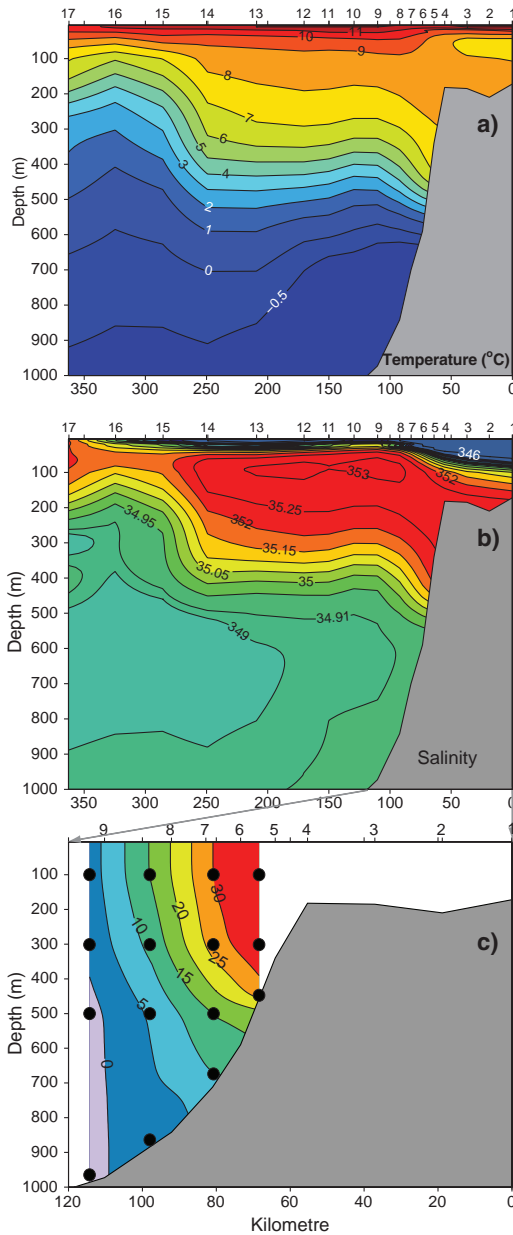 17 16 15 14 13 12 11 10 9 8 7 6 5 4 3 2 1
10 11
100 9
8
200
a)
7
300
6
5
400 3 4
500 2
1
600
0
700
-0.5
800
900
Temperature (°C)
1000
350 300 250 200 150 100 50 0
Depth (m)
17 16 15 14 13 12 11 10 9 8 7 6 5 4 3 2 1
346
100 353 352
200 35.25
34.95 352
b)
300 35.15
35.05 35
400
500 34.91
349
600
700
800
900 Salinity
1000
350 300 250 200 150 100 50 0
Depth (m)
9 8 7 6 5 4 3 2 1
100
30
200 20
10
c)
300 25
15
400
5
500
600
0
700
800
900
1000
120 100 80 60 40 20 0
Depth (m)
Kilometre